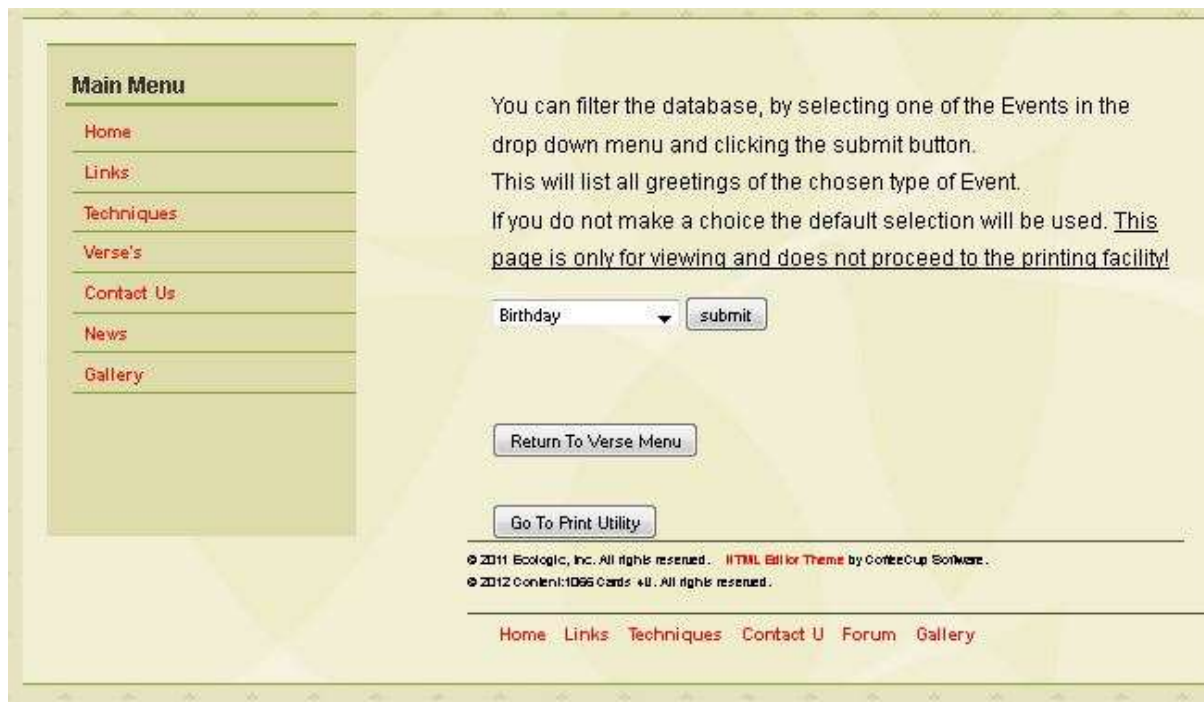 Main Menu
Home
Links
Techniques
Verse's
Contact Us
News
Gallery
You can filter the database, by selecting one of the Events in the
drop down menu and clicking the submit button.
This will list all greetings of the chosen type of Event.
If you do not make a choice the default selection will be used. This
page is only for viewing and does not proceed to the printing facility!
Birthday submit
Return To Verse Menu
Go To Print Utility
© 2011 Ecologic, Inc. All rights reserved. HTML Editor Theme by CoffeeCup Software.
© 2012 Content:1066 Cards 4U. All rights reserved.
Home Links Techniques Contact U Forum Gallery